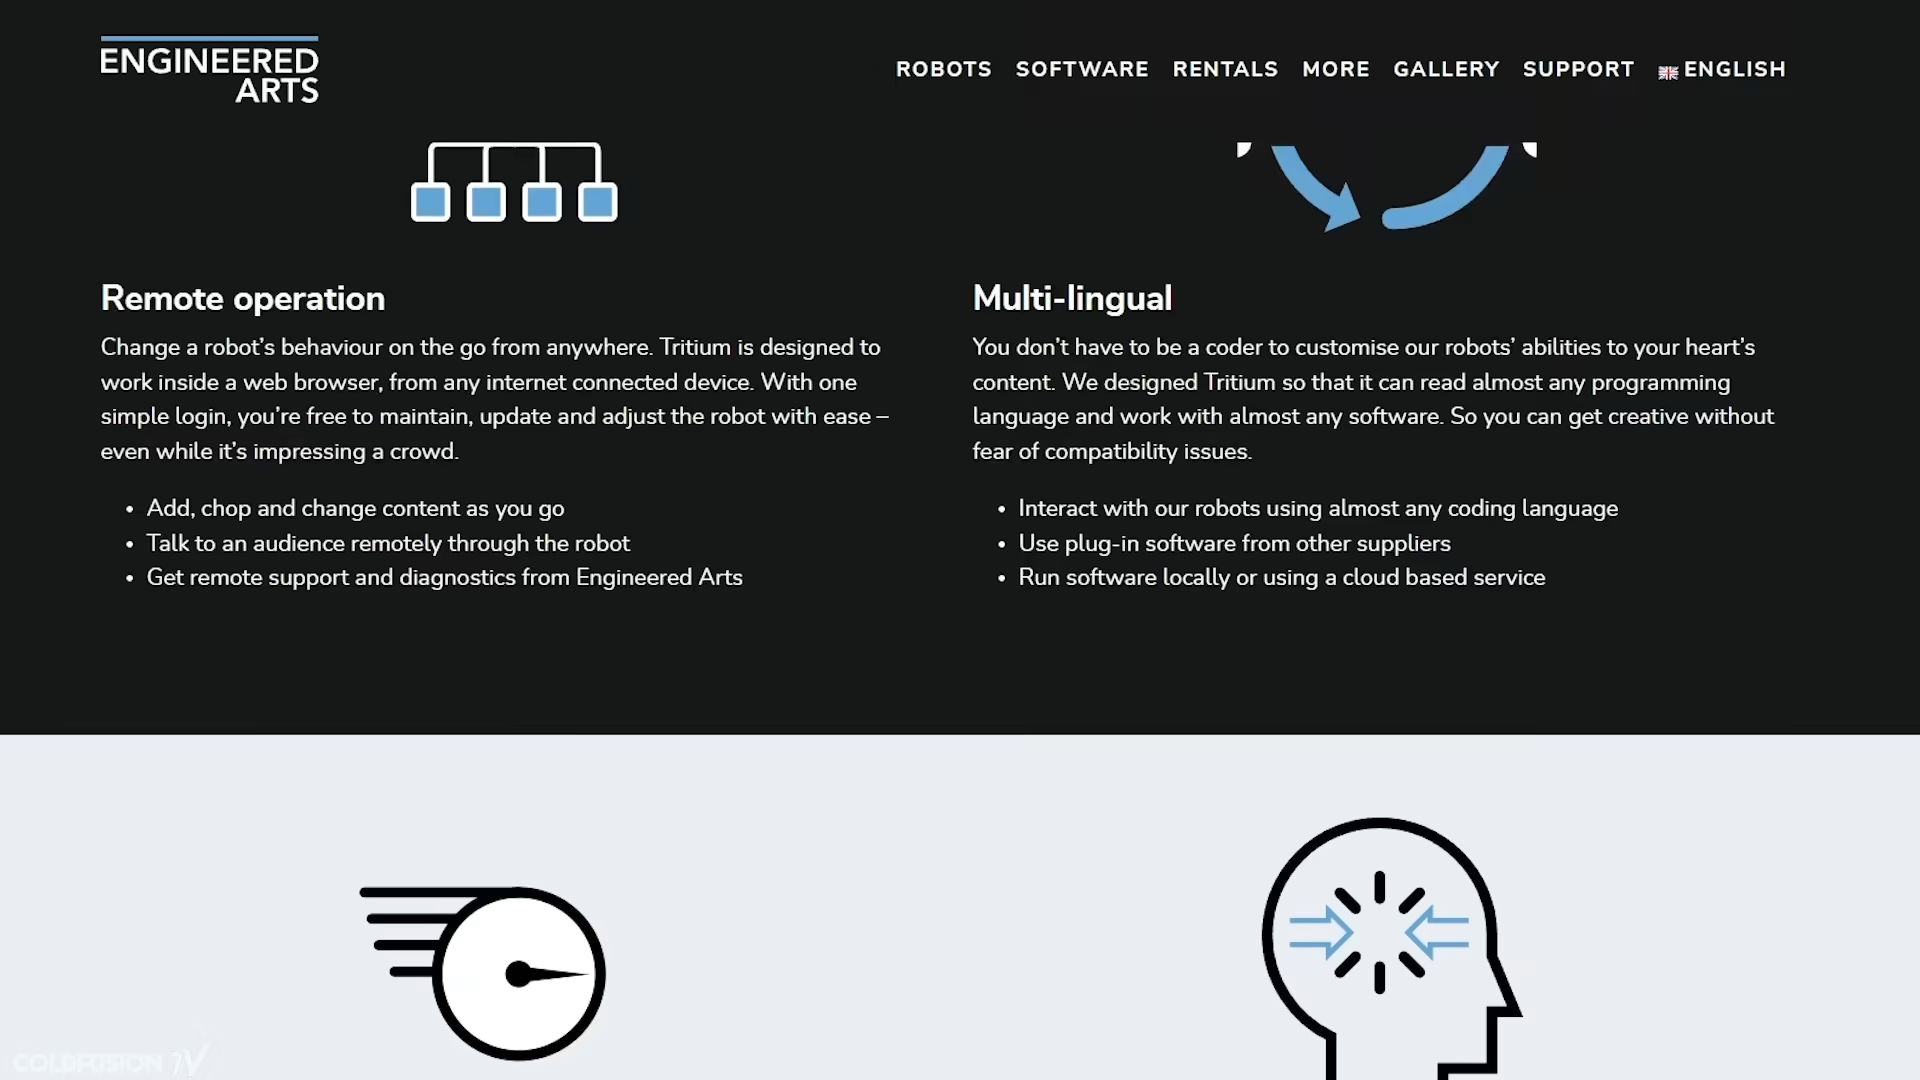 ENGINEERED
ARTS
ROBOTS SOFTWARE RENTALS MORE GALLERY SUPPORT ENGLISH
Remote operation
Change a robot’s behaviour on the go from anywhere. Tritium is designed to
work inside a web browser, from any internet connected device. With one
simple login, you’re free to maintain, update and adjust the robot with ease –
even while it’s impressing a crowd.
• Add, chop and change content as you go
• Talk to an audience remotely through the robot
• Get remote support and diagnostics from Engineered Arts
Multi-lingual
You don’t have to be a coder to customise our robots’ abilities to your heart’s
content. We designed Tritium so that it can read almost any programming
language and work with almost any software. So you can get creative without
fear of compatibility issues.
• Interact with our robots using almost any coding language
• Use plug-in software from other suppliers
• Run software locally or using a cloud based service
COLDFUSION TV